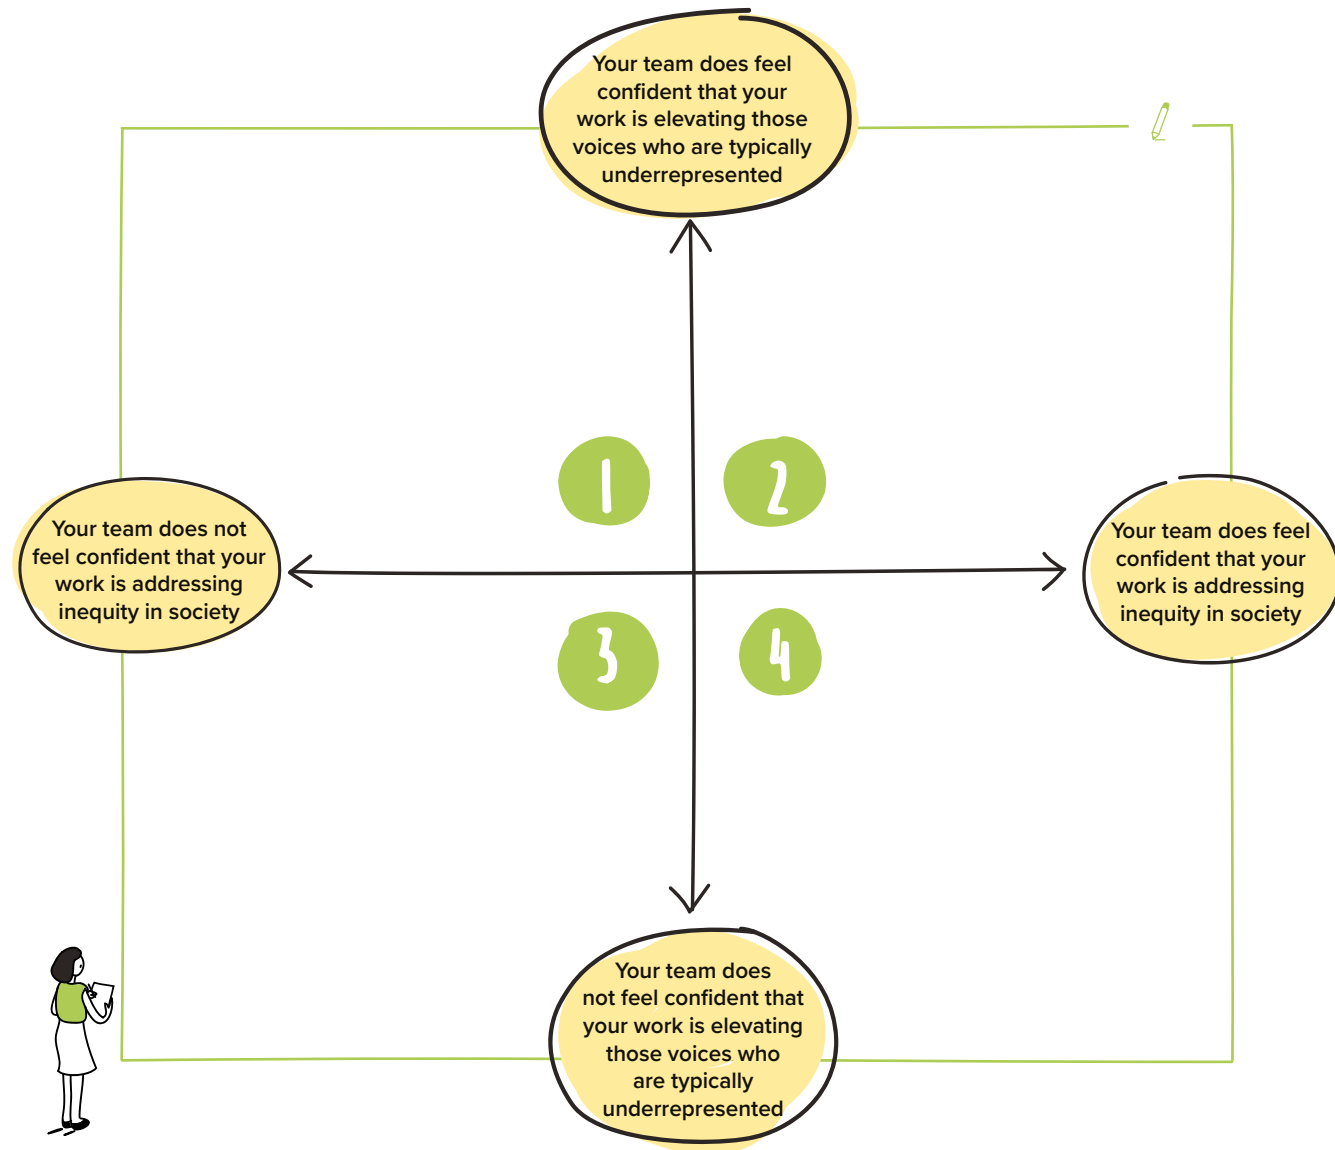 Your team does feel
confident that your
work is elevating those
voices who are typically
underrepresented
1
2
Your team does not
feel confident that your
work is addressing
inequity in society
Your team does feel
confident that your
work is addressing
inequity in society
3
4
Your team does
not feel confident that
your work is elevating
those voices who
are typically
underrepresented